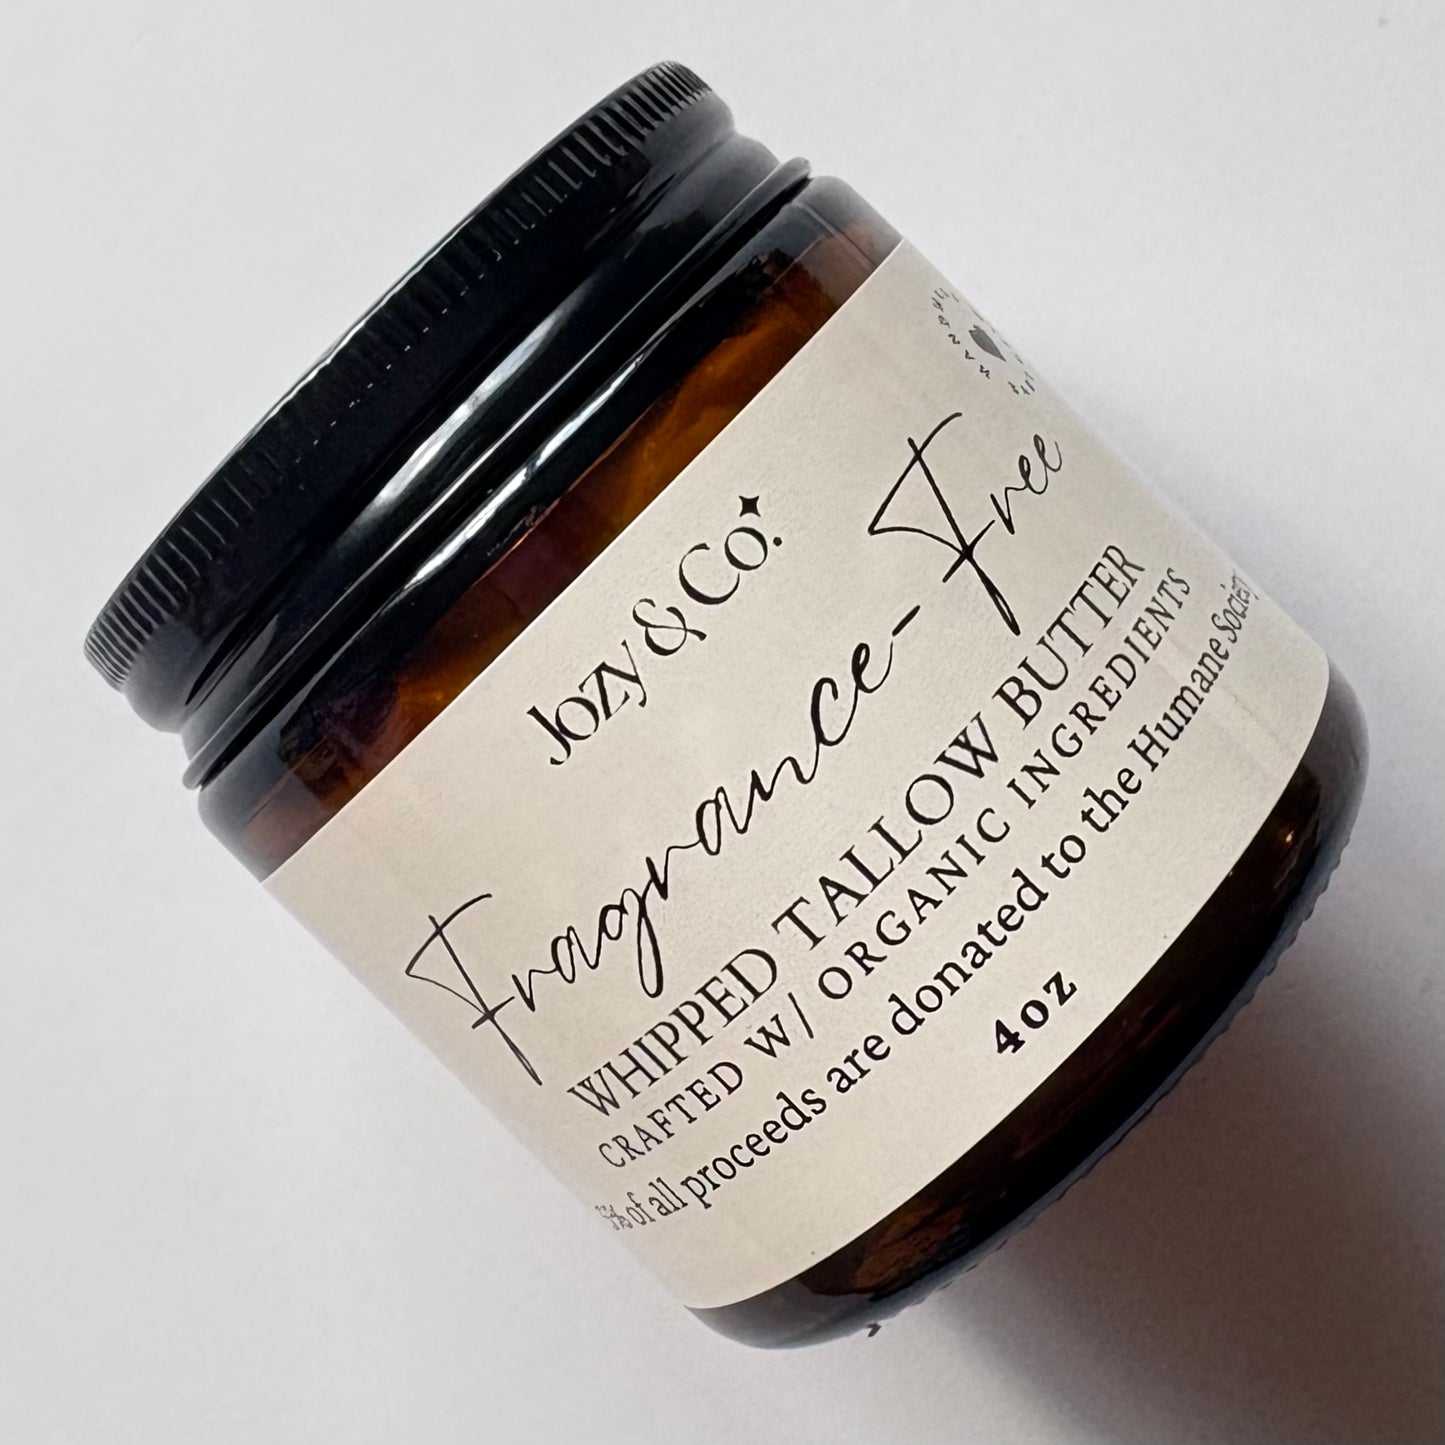 Jozy & Co.
Fragrance-Free
WHIPPED TALLOW BUTTER
CRAFTED W/ ORGANIC INGREDIENTS
of all proceeds are donated to the Humane Society
4oz